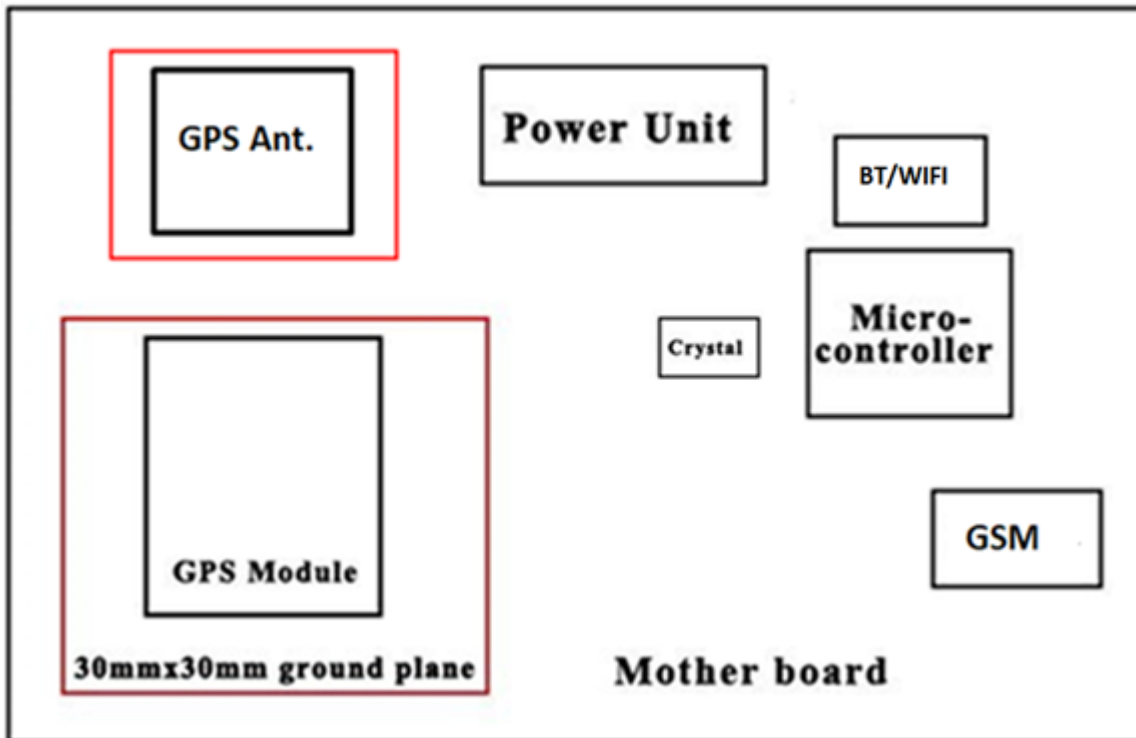 GPS Ant.
Power Unit
BT/WIFI
Micro-
controller
Crystal
GSM
GPS Module
30mmx30mm ground plane
Mother board